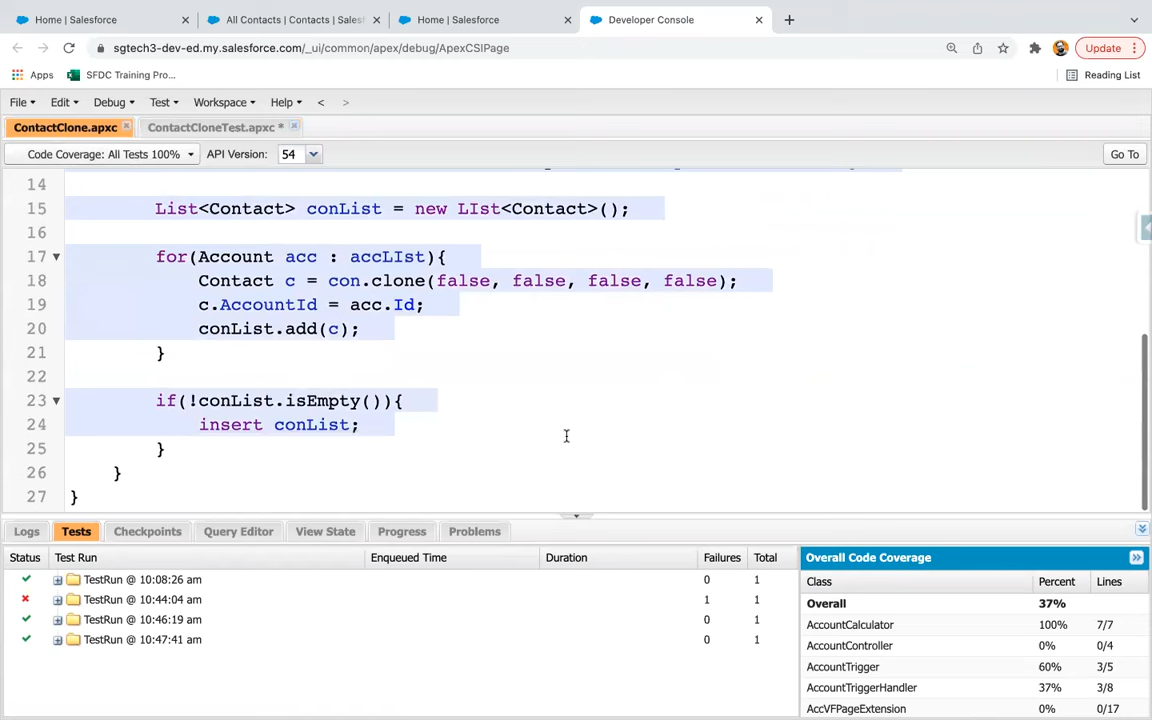 Home | Salesforce
All Contacts | Contacts | Salesf
Home | Salesforce
Developer Console
sgtech3-dev-ed.my.salesforce.com/_ui/common/apex/debug/ApexCSIPage
Update
Apps
SFDC Training Pro...
Reading List
File
Edit
Debug
Test
Workspace
Help
<
>
ContactClone.apxc
ContactCloneTest.apxc *
Code Coverage: All Tests 100%
API Version:
54
Go To
14
15 List<Contact> conList = new LIst<Contact>();
16
17 for(Account acc : accLIst){
18 Contact c = con.clone(false, false, false, false);
19 c.AccountId = acc.Id;
20 conList.add(c);
21 }
22
23 if(!conList.isEmpty()){
24 insert conList;
25 }
26 }
27 }
Logs
Tests
Checkpoints
Query Editor
View State
Progress
Problems
Status Test Run Enqueued Time Duration Failures Total
TestRun @ 10:08:26 am 0 1
TestRun @ 10:44:04 am 1 1
TestRun @ 10:46:19 am 0 1
TestRun @ 10:47:41 am 0 1
Overall Code Coverage
Class Percent Lines
Overall 37%
AccountCalculator 100% 7/7
AccountController 0% 0/4
AccountTrigger 60% 3/5
AccountTriggerHandler 37% 3/8
AccVFPageExtension 0% 0/17